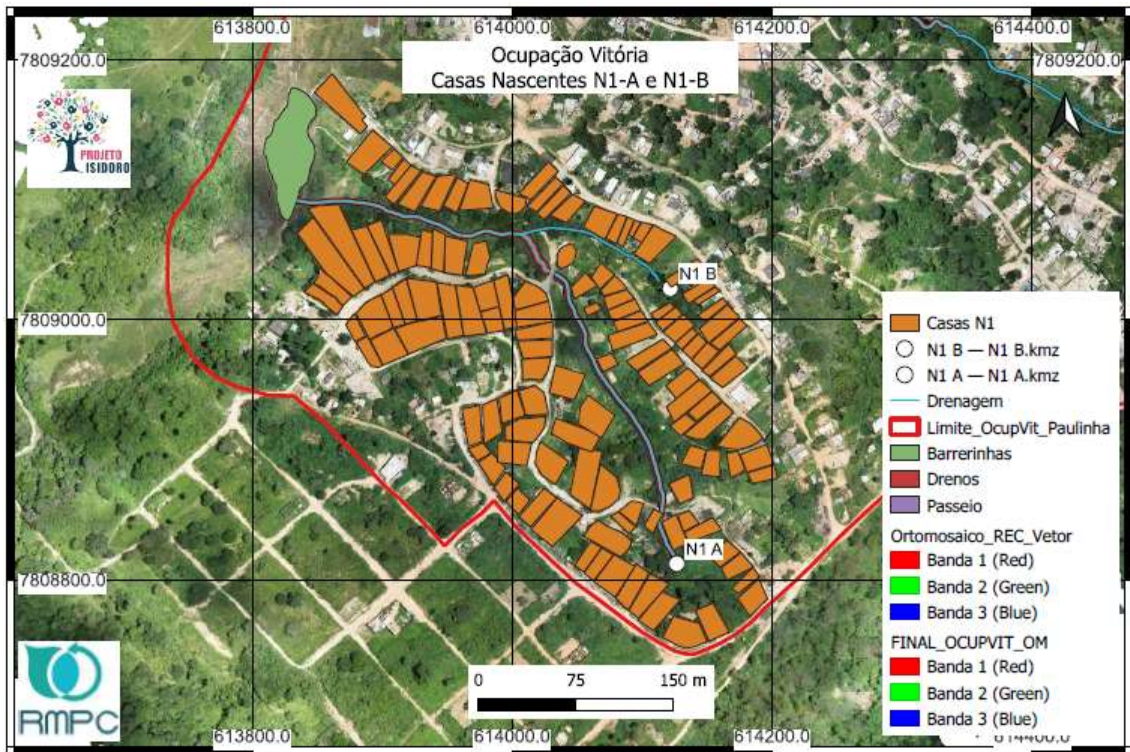 613800.0 614000.0 614200.0 614400.0
7809200.0 7809200.0
Ocupação Vitória
Casas Nascentes N1-A e N1-B
PROJETO
ISIDORO
N1 B
7809000.0
Casas N1
N1 B — N1 B.kmz
N1 A — N1 A.kmz
Drenagem
Limite_OcupVit_Paulinha
Barrerinhas
Drenos
Passeio
Ortomosaico_REC_Vetor
Banda 1 (Red)
Banda 2 (Green)
Banda 3 (Blue)
FINAL_OCUPVIT_OM
Banda 1 (Red)
Banda 2 (Green)
Banda 3 (Blue)
N1 A
7808800.0
0 75 150 m
RMPC
613800.0 614000.0 614200.0 614400.0